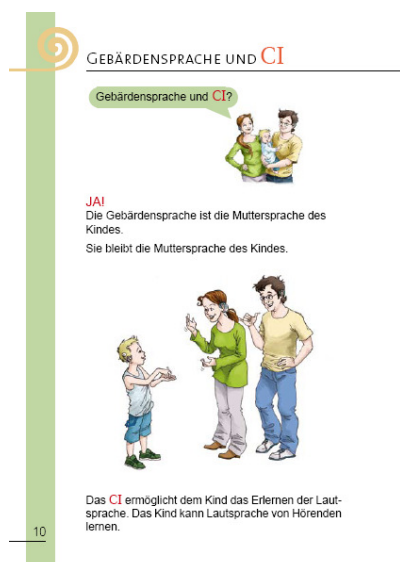 GEBÄRDENSPRACHE UND CI
Gebärdensprache und CI?
JA!
Die Gebärdensprache ist die Muttersprache des
Kindes.
Sie bleibt die Muttersprache des Kindes.
Das CI ermöglicht dem Kind das Erlernen der Laut-
sprache. Das Kind kann Lautsprache von Hörenden
lernen.
10